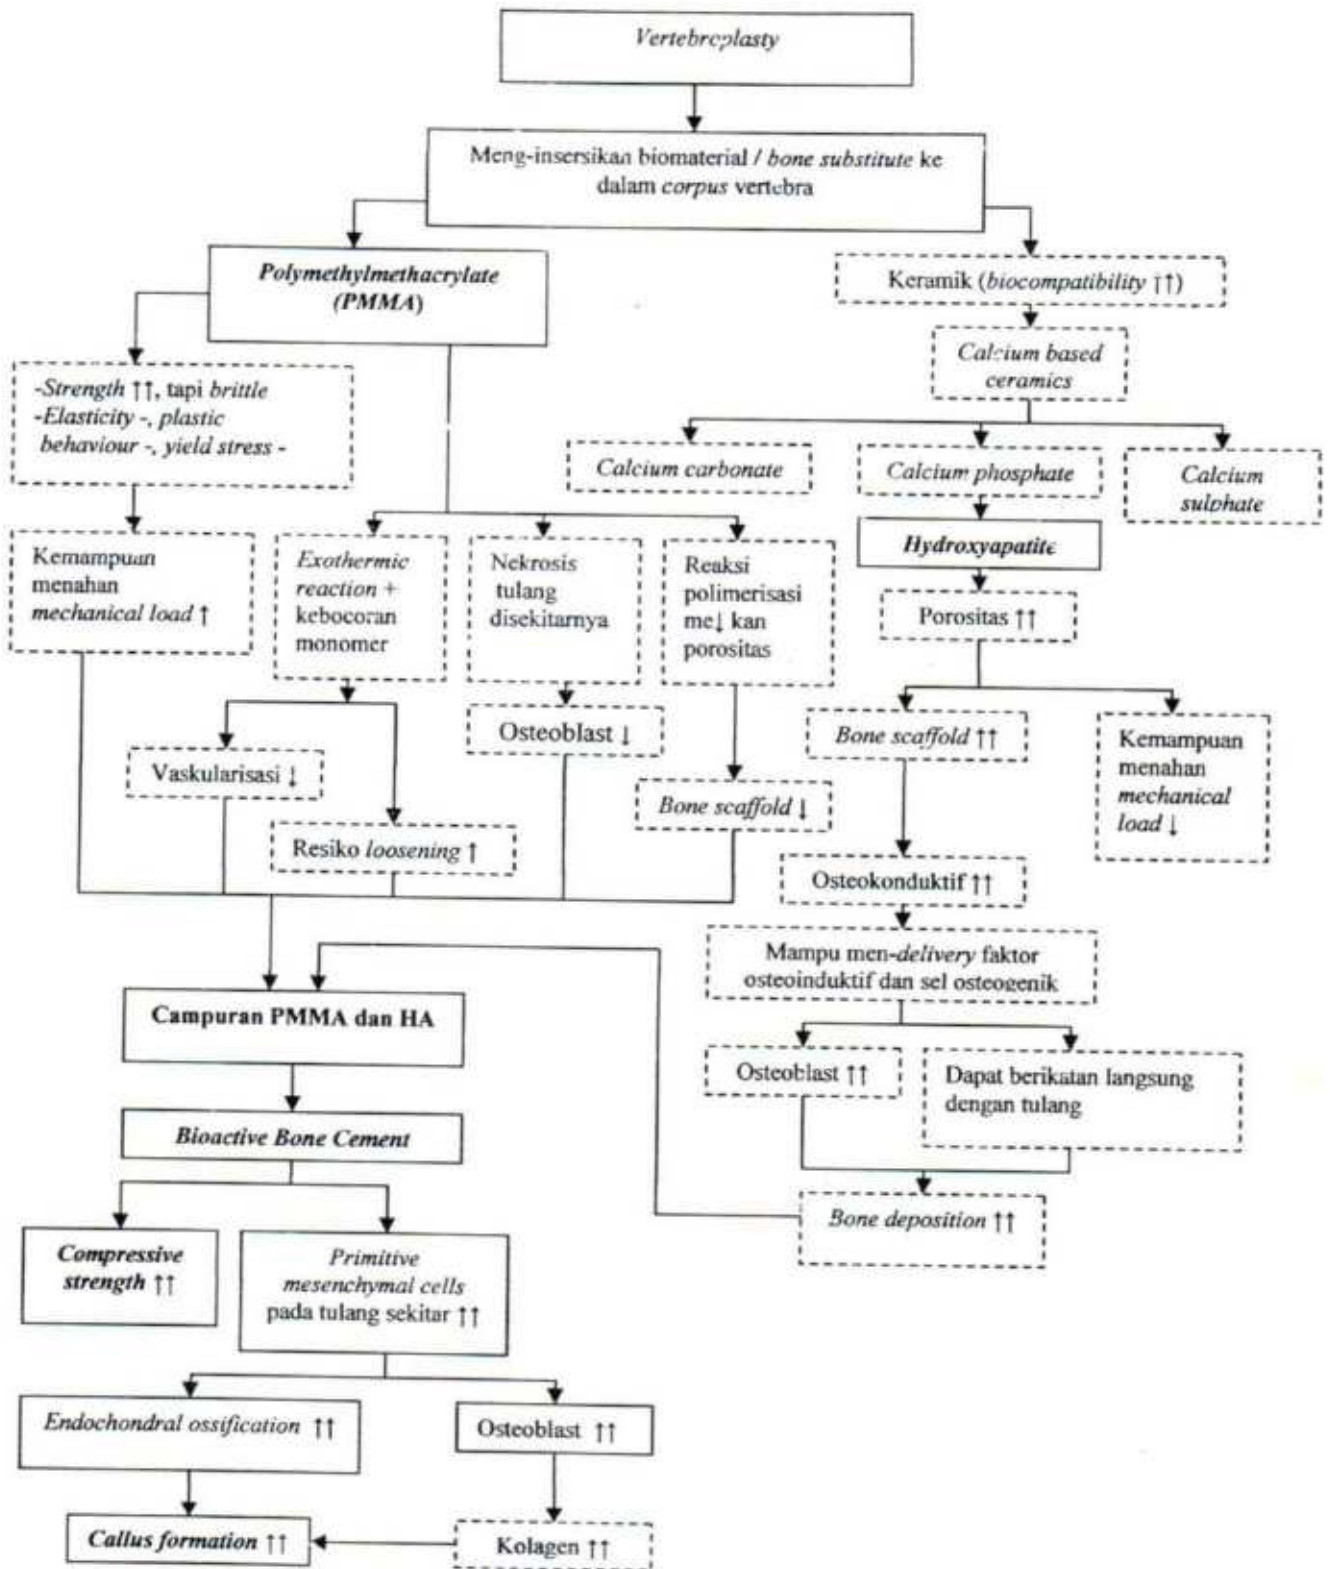 Vertebroplasty
Meng-insersikan biomaterial / bone substitute ke
dalam corpus vertebra
Polymethylmethacrylate
(PMMA)
Keramik (biocompatibility ↑↑)
Calcium based
ceramics
-Strength ↑↑, tapi brittle
-Elasticity -, plastic
behaviour -, yield stress -
Calcium carbonate
Calcium phosphate
Calcium
sulphate
Hydroxyapatite
Kemampuan
menahan
mechanical load ↑
Exothermic
reaction +
kebocoran
monomer
Nekrosis
tulang
disekitarnya
Reaksi
polimerisasi
me↓ kan
porositas
Porositas ↑↑
Osteoblast ↓
Bone scaffold ↑↑
Kemampuan
menahan
mechanical
load ↓
Vaskularisasi ↓
Bone scaffold ↓
Resiko loosening ↑
Osteokonduktif ↑↑
Mampu men-delivery faktor
osteoinduktif dan sel osteogenik
Campuran PMMA dan HA
Osteoblast ↑↑
Dapat berikatan langsung
dengan tulang
Bioactive Bone Cement
Bone deposition ↑↑
Compressive
strength ↑↑
Primitive
mesenchymal cells
pada tulang sekitar ↑↑
Endochondral ossification ↑↑
Osteoblast ↑↑
Callus formation ↑↑
Kolagen ↑↑